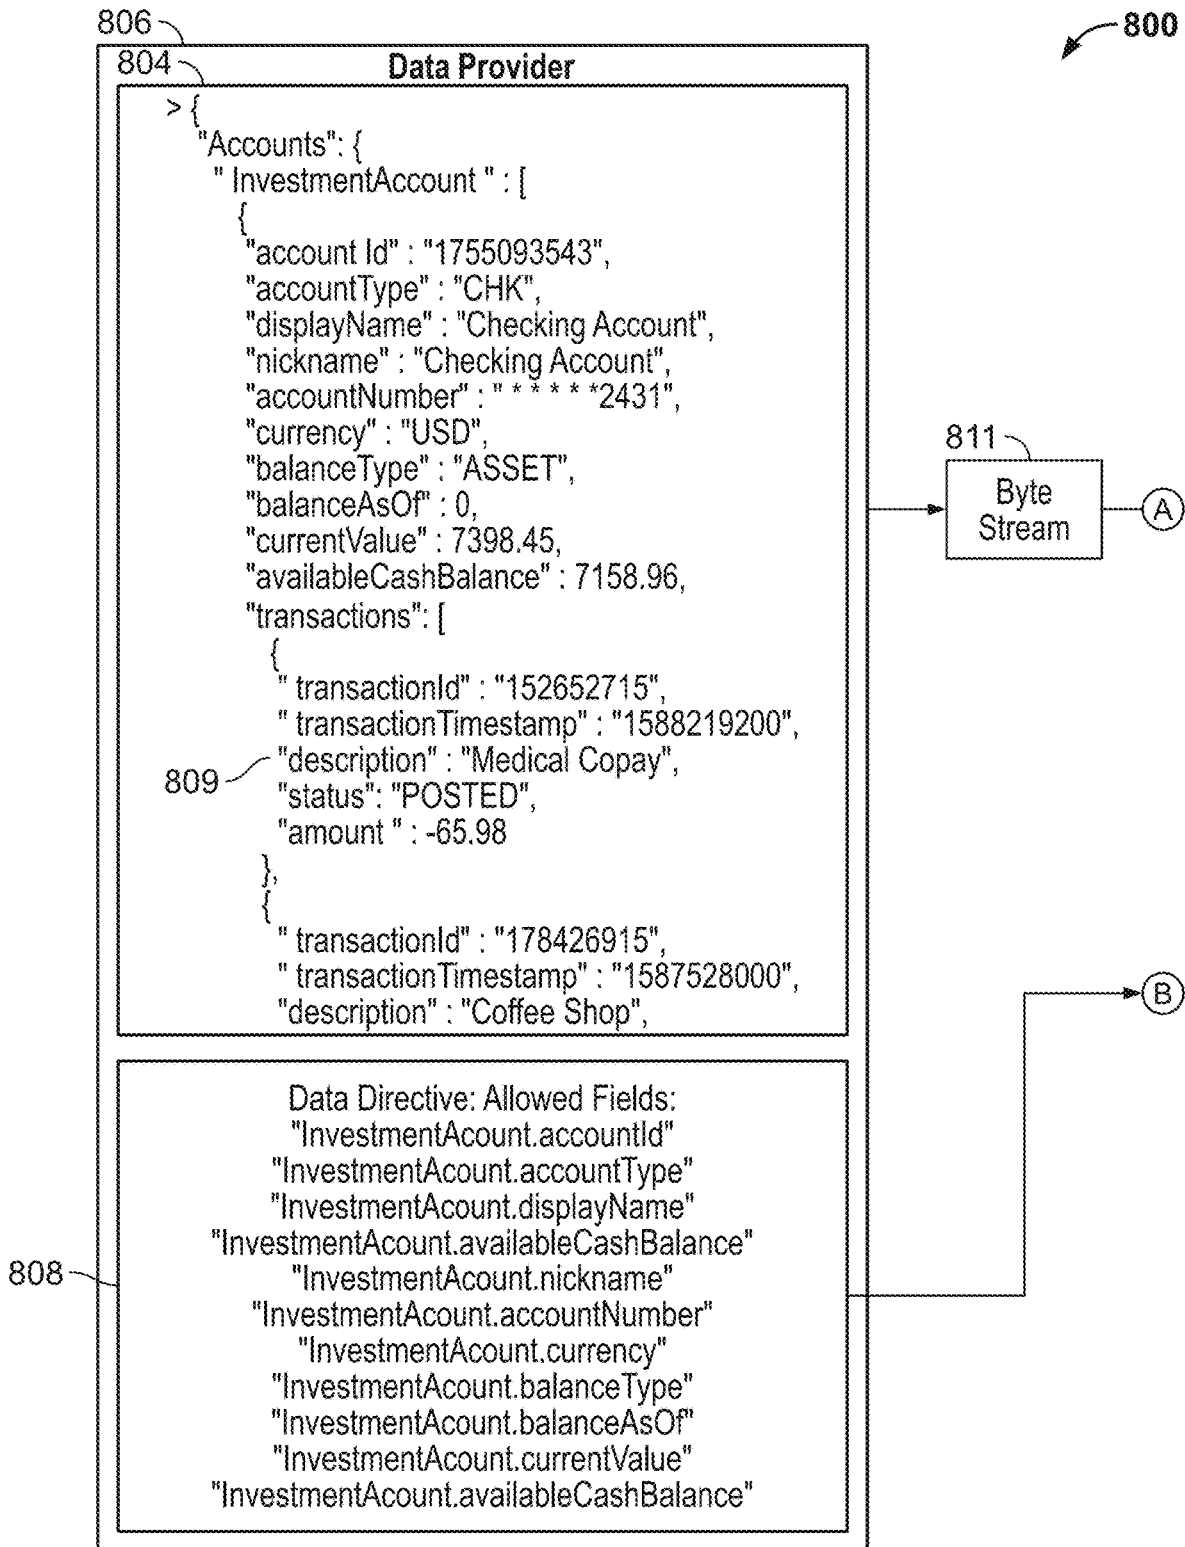 806
800
804
Data Provider
> {
"Accounts": {
" InvestmentAccount " : [
{
"account Id" : "1755093543",
"accountType" : "CHK",
"displayName" : "Checking Account",
"nickname" : "Checking Account",
"accountNumber" : " * * * * *2431",
"currency" : "USD",
"balanceType" : "ASSET",
"balanceAsOf" : 0,
"currentValue" : 7398.45,
"availableCashBalance" : 7158.96,
"transactions": [
{
" transactionId" : "152652715",
" transactionTimestamp" : "1588219200",
"description" : "Medical Copay",
809
"status": "POSTED",
"amount " : -65.98
},
{
" transactionId" : "178426915",
" transactionTimestamp" : "1587528000",
"description" : "Coffee Shop",
811
Byte
Stream
A
B
808
Data Directive: Allowed Fields:
"InvestmentAcount.accountId"
"InvestmentAcount.accountType"
"InvestmentAcount.displayName"
"InvestmentAcount.availableCashBalance"
"InvestmentAcount.nickname"
"InvestmentAcount.accountNumber"
"InvestmentAcount.currency"
"InvestmentAcount.balanceType"
"InvestmentAcount.balanceAsOf"
"InvestmentAcount.currentValue"
"InvestmentAcount.availableCashBalance"